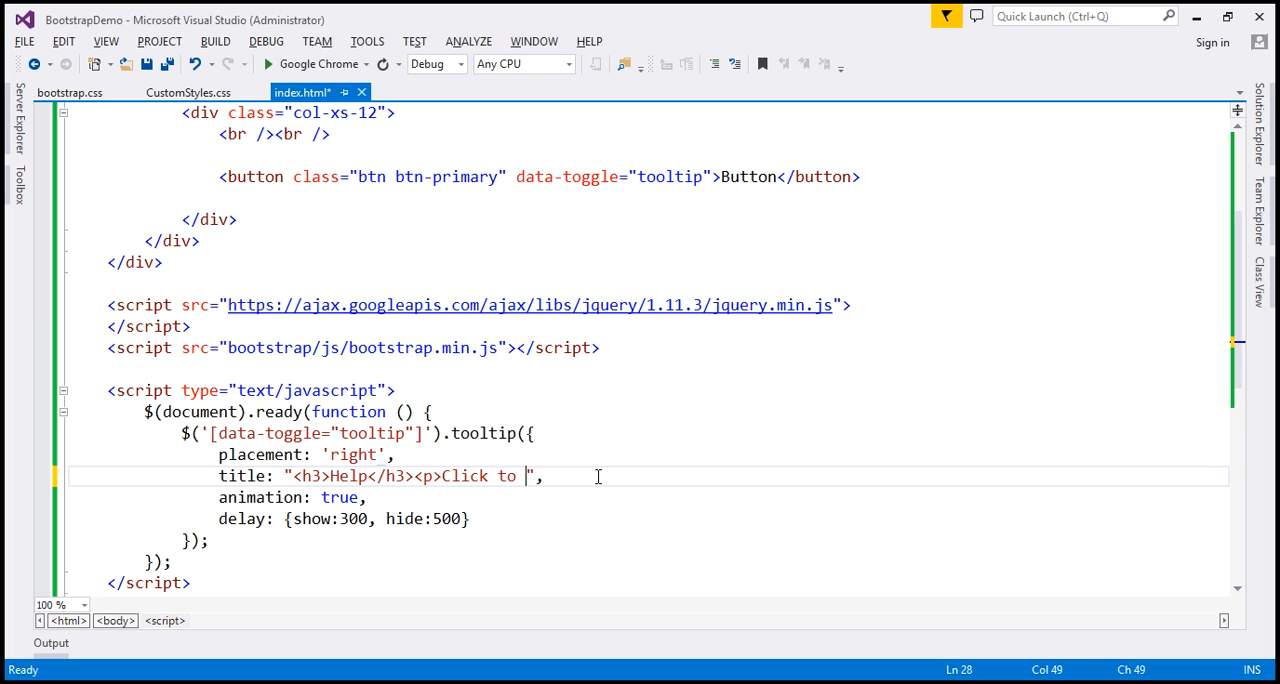 BootstrapDemo - Microsoft Visual Studio (Administrator)
Quick Launch (Ctrl+Q)
FILE EDIT VIEW PROJECT BUILD DEBUG TEAM TOOLS TEST ANALYZE WINDOW HELP
Sign in
Google Chrome Debug Any CPU
bootstrap.css CustomStyles.css index.html*
Server Explorer
Toolbox
Solution Explorer
Team Explorer
Class View
<div class="col-xs-12">
<br /><br />
<button class="btn btn-primary" data-toggle="tooltip">Button</button>
</div>
</div>
</div>
<script src="https://ajax.googleapis.com/ajax/libs/jquery/1.11.3/jquery.min.js">
</script>
<script src="bootstrap/js/bootstrap.min.js"></script>
<script type="text/javascript">
$(document).ready(function () {
$('[data-toggle="tooltip"]').tooltip({
placement: 'right',
title: "<h3>Help</h3><p>Click to ",
animation: true,
delay: {show:300, hide:500}
});
});
</script>
100 %
<html> <body> <script>
Output
Ready Ln 28 Col 49 Ch 49 INS